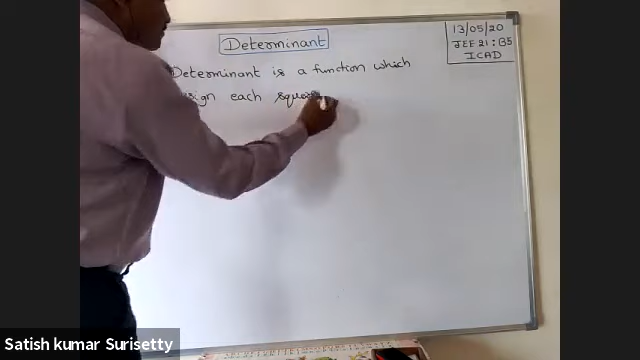 Determinant
13/05/20
JEE 21 : B5
ICAD
Determinant is a function which
each
Satish kumar Surisetty